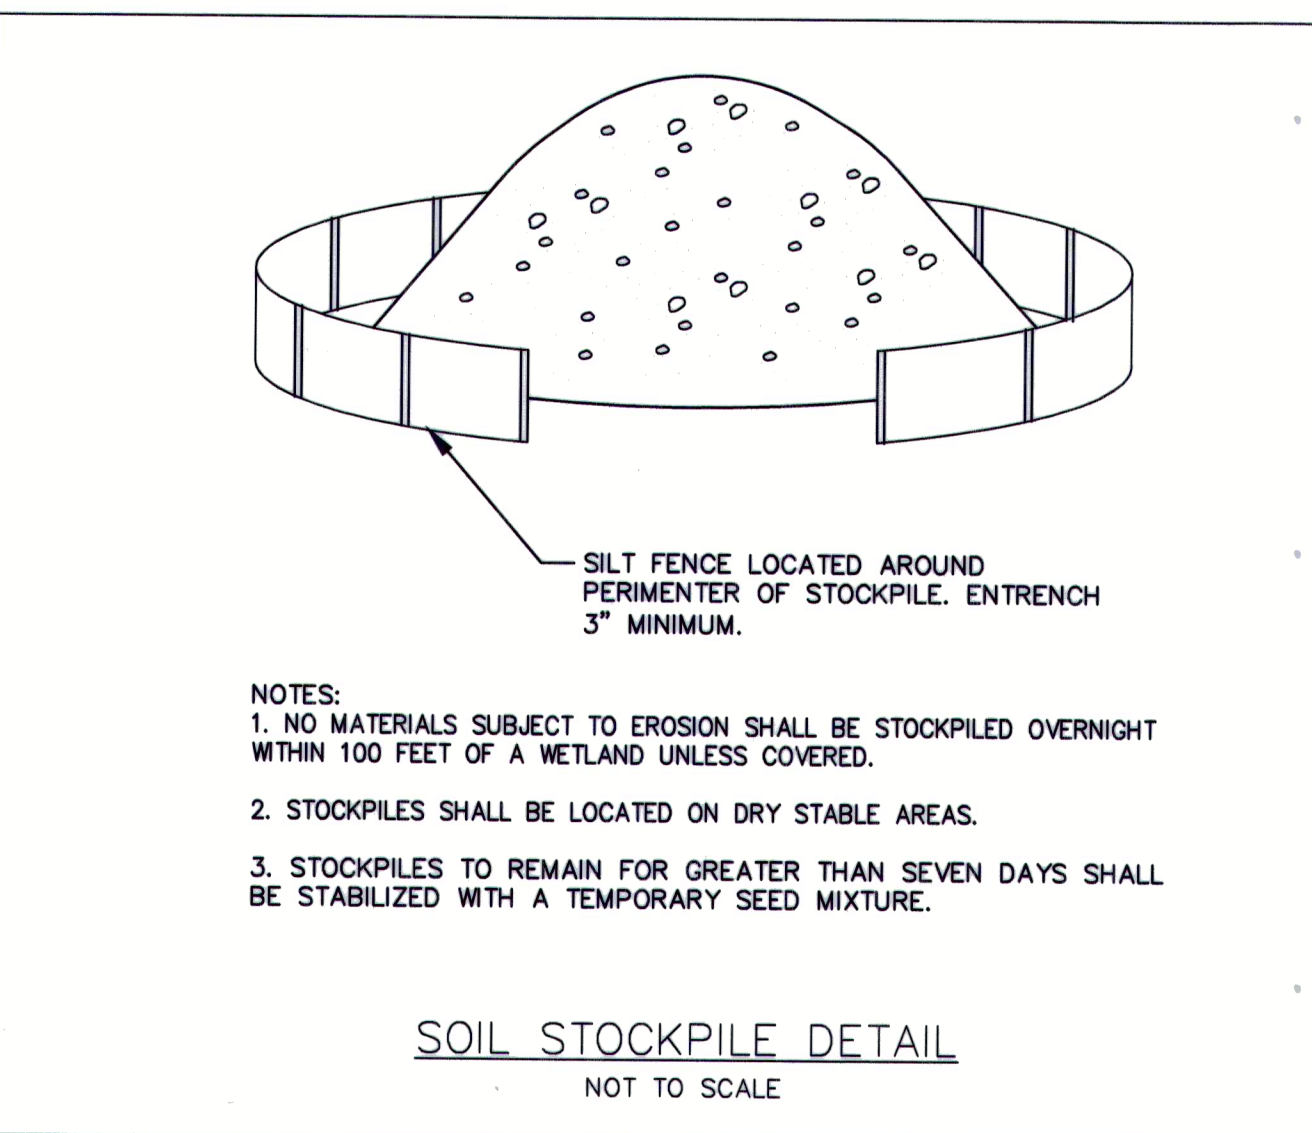 SILT FENCE LOCATED AROUND
PERIMENTER OF STOCKPILE. ENTRENCH
3" MINIMUM.
NOTES:
1. NO MATERIALS SUBJECT TO EROSION SHALL BE STOCKPILED OVERNIGHT
WITHIN 100 FEET OF A WETLAND UNLESS COVERED.
2. STOCKPILES SHALL BE LOCATED ON DRY STABLE AREAS.
3. STOCKPILES TO REMAIN FOR GREATER THAN SEVEN DAYS SHALL
BE STABILIZED WITH A TEMPORARY SEED MIXTURE.
SOIL STOCKPILE DETAIL
NOT TO SCALE